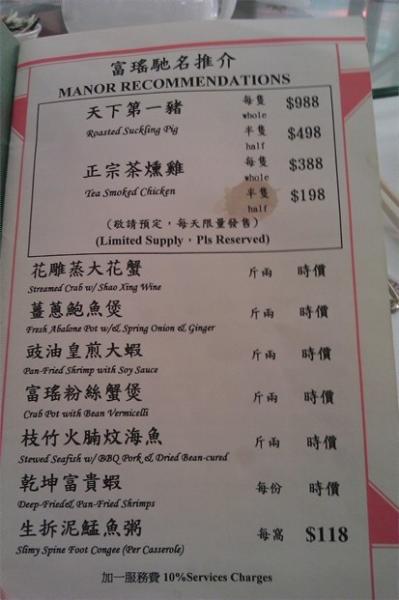 富瑤馳名推介
MANOR RECOMMENDATIONS
天下第一豬 每隻 $988
Roasted Suckling Pig whole
半隻 $498
half
正宗茶燻雞 每隻 $388
whole
Tea Smoked Chicken 半隻 $198
half
(敬請預定，每天限量發售)
(Limited Supply，Pls Reserved)
花雕蒸大花蟹 斤兩 時價
Streamed Crab w/ Shao Xing Wine
薑蔥鮑魚煲 斤兩 時價
Fresh Abalone Pot w/& Spring Onion & Ginger
豉油皇煎大蝦 斤兩 時價
Pan-Fried Shrimp with Soy Sauce
富瑤粉絲蟹煲 斤兩 時價
Crab Pot with Bean Vermicelli
枝竹火腩炆海魚 斤兩 時價
Stewed Seafish w/ BBQ Pork & Dried Bean-cured
乾坤富貴蝦 每份 時價
Deep-Fried& Pan-Fried Shrimps
生拆泥鯭魚粥 每窩 $118
Slimy Spine Foot Congee (Per Casserole)
加一服務費 10%Services Charges